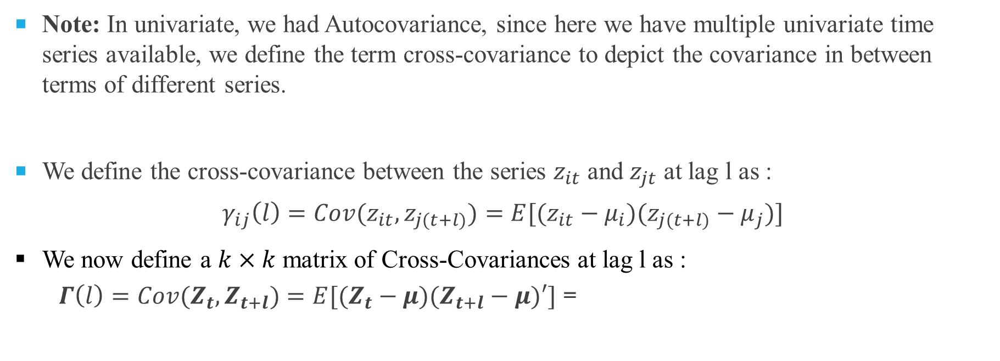 ▪ Note: In univariate, we had Autocovariance, since here we have multiple univariate time
series available, we define the term cross-covariance to depict the covariance in between
terms of different series.
▪ We define the cross-covariance between the series $z_{it}$ and $z_{jt}$ at lag l as :
$\gamma_{ij}(l) = Cov(z_{it}, z_{j(t+l)}) = E[(z_{it} - \mu_i)(z_{j(t+l)} - \mu_j)]$
▪ We now define a $k \times k$ matrix of Cross-Covariances at lag l as :
$\boldsymbol{\Gamma}(l) = Cov(\boldsymbol{Z_t}, \boldsymbol{Z_{t+l}}) = E[(\boldsymbol{Z_t} - \boldsymbol{\mu})(\boldsymbol{Z_{t+l}} - \boldsymbol{\mu})'] =$